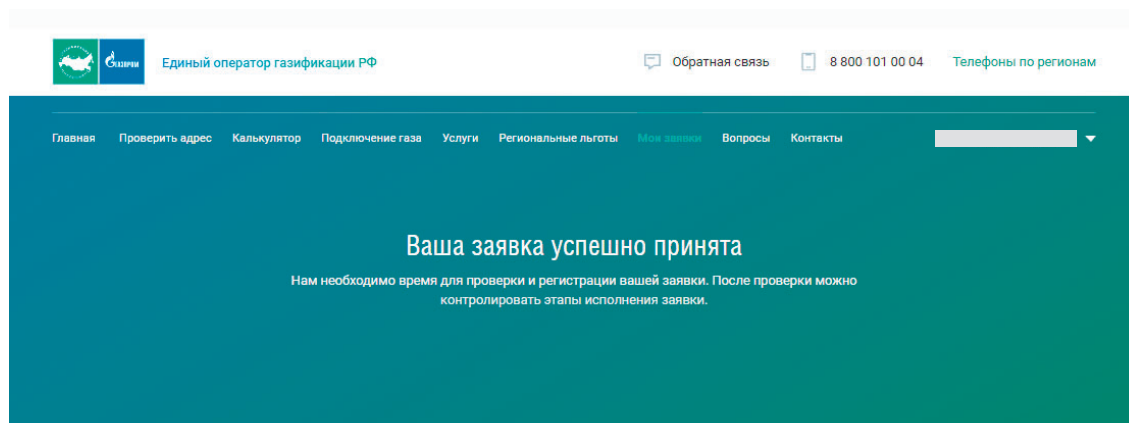 ГАЗПРОМ
Единый оператор газификации РФ
Обратная связь
8 800 101 00 04
Телефоны по регионам
Главная Проверить адрес Калькулятор Подключение газа Услуги Региональные льготы Мои заявки Вопросы Контакты
Ваша заявка успешно принята
Нам необходимо время для проверки и регистрации вашей заявки. После проверки можно
контролировать этапы исполнения заявки.